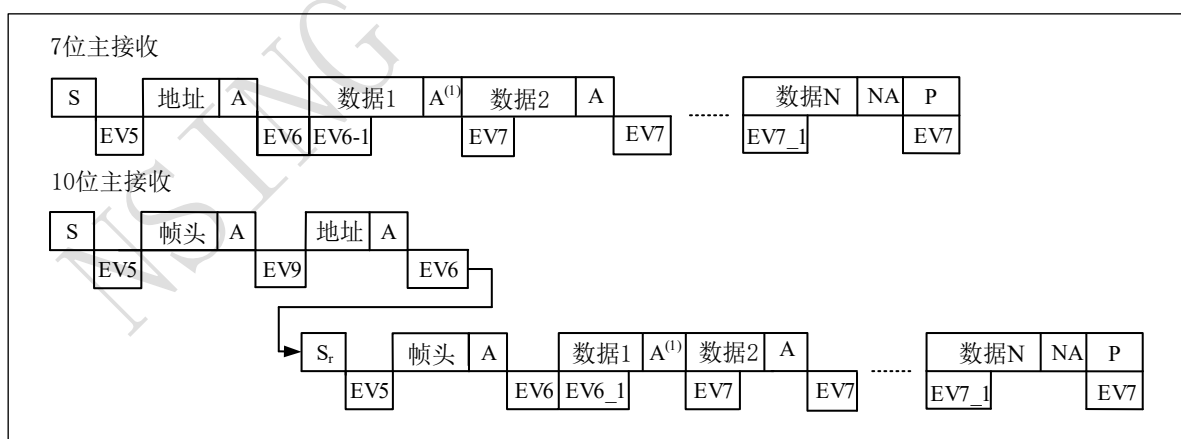 7位主接收
S 地址 A 数据1 A(1) 数据2 A 数据N NA P
EV5 EV6 EV6-1 EV7 EV7 EV7_1 EV7
10位主接收
S 帧头 A 地址 A
EV5 EV9 EV6
Sr 帧头 A 数据1 A(1) 数据2 A 数据N NA P
EV5 EV6 EV6_1 EV7 EV7 EV7_1 EV7
NSING